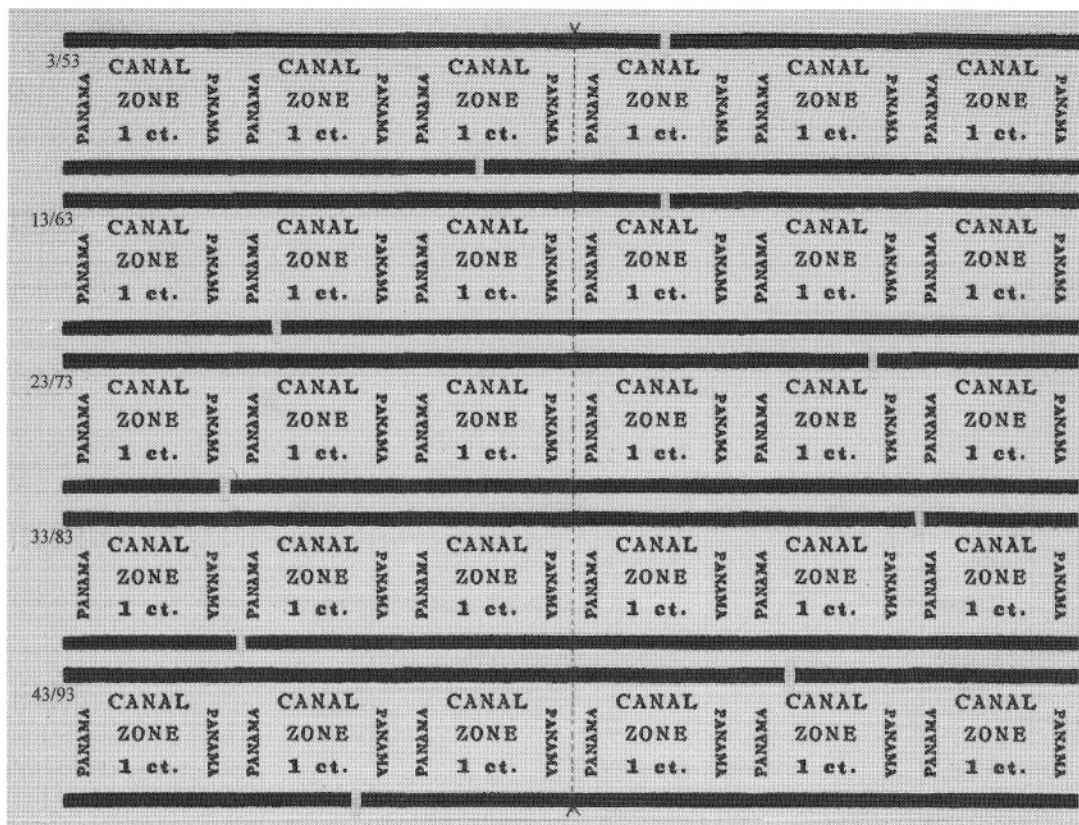 3/53
CANAL CANAL CANAL CANAL CANAL CANAL
PANAMA ZONE PANAMA PANAMA ZONE PANAMA PANAMA ZONE PANAMA PANAMA ZONE PANAMA PANAMA ZONE PANAMA PANAMA ZONE PANAMA
1 ct. 1 ct. 1 ct. 1 ct. 1 ct. 1 ct.
13/63
CANAL CANAL CANAL CANAL CANAL CANAL
PANAMA ZONE PANAMA PANAMA ZONE PANAMA PANAMA ZONE PANAMA PANAMA ZONE PANAMA PANAMA ZONE PANAMA PANAMA ZONE PANAMA
1 ct. 1 ct. 1 ct. 1 ct. 1 ct. 1 ct.
23/73
CANAL CANAL CANAL CANAL CANAL CANAL
PANAMA ZONE PANAMA PANAMA ZONE PANAMA PANAMA ZONE PANAMA PANAMA ZONE PANAMA PANAMA ZONE PANAMA PANAMA ZONE PANAMA
1 ct. 1 ct. 1 ct. 1 ct. 1 ct. 1 ct.
33/83
CANAL CANAL CANAL CANAL CANAL CANAL
PANAMA ZONE PANAMA PANAMA ZONE PANAMA PANAMA ZONE PANAMA PANAMA ZONE PANAMA PANAMA ZONE PANAMA PANAMA ZONE PANAMA
1 ct. 1 ct. 1 ct. 1 ct. 1 ct. 1 ct.
43/93
CANAL CANAL CANAL CANAL CANAL CANAL
PANAMA ZONE PANAMA PANAMA ZONE PANAMA PANAMA ZONE PANAMA PANAMA ZONE PANAMA PANAMA ZONE PANAMA PANAMA ZONE PANAMA
1 ct. 1 ct. 1 ct. 1 ct. 1 ct. 1 ct.